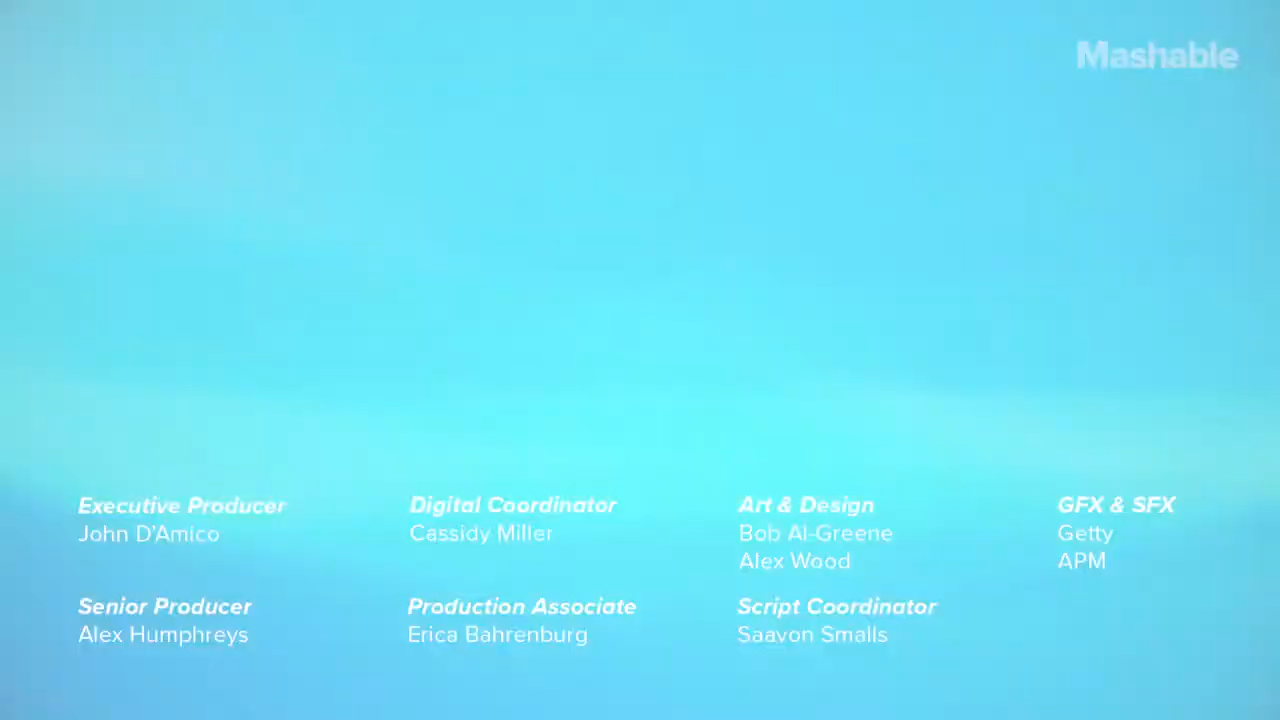 Mashable
Executive Producer
John D'Amico
Digital Coordinator
Cassidy Miller
Art & Design
Bob Al-Greene
Alex Wood
GFX & SFX
Getty
APM
Senior Producer
Alex Humphreys
Production Associate
Erica Bahrenburg
Script Coordinator
Saavon Smalls